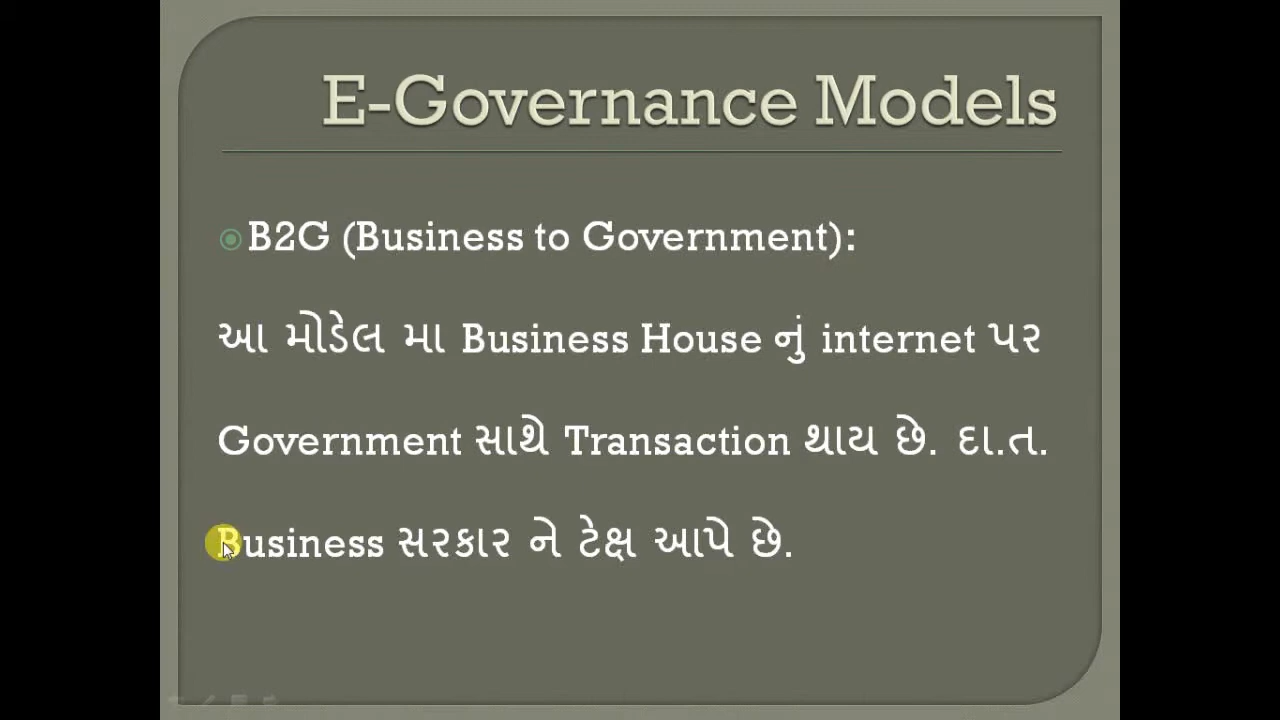 E-Governance Models
B2G (Business to Government):
આ મોડેલ મા Business House નું internet પર
Government સાથે Transaction થાય છે. દા.ત.
Business સરકાર ને ટેક્ષ આપે છે.